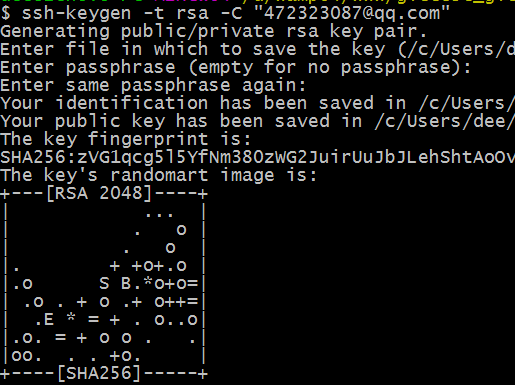 $ ssh-keygen -t rsa -C "472323087@qq.com"
Generating public/private rsa key pair.
Enter file in which to save the key (/c/Users/d
Enter passphrase (empty for no passphrase):
Enter same passphrase again:
Your identification has been saved in /c/Users/
Your public key has been saved in /c/Users/dee/
The key fingerprint is:
SHA256:zVG1qcg5l5YfNm380zWG2JuirUuJbJLehShtAoOv
The key's randomart image is:
+---[RSA 2048]----+
|             ...  |
|            .   o |
|           .   o  |
|.         + +o+.o |
|.o       S B.*o+o=|
| .o . + o .+ o++=|
|  .E * = + . o..o|
|.o. = + o o .   .|
|oo.  . . +o.     |
+----[SHA256]-----+